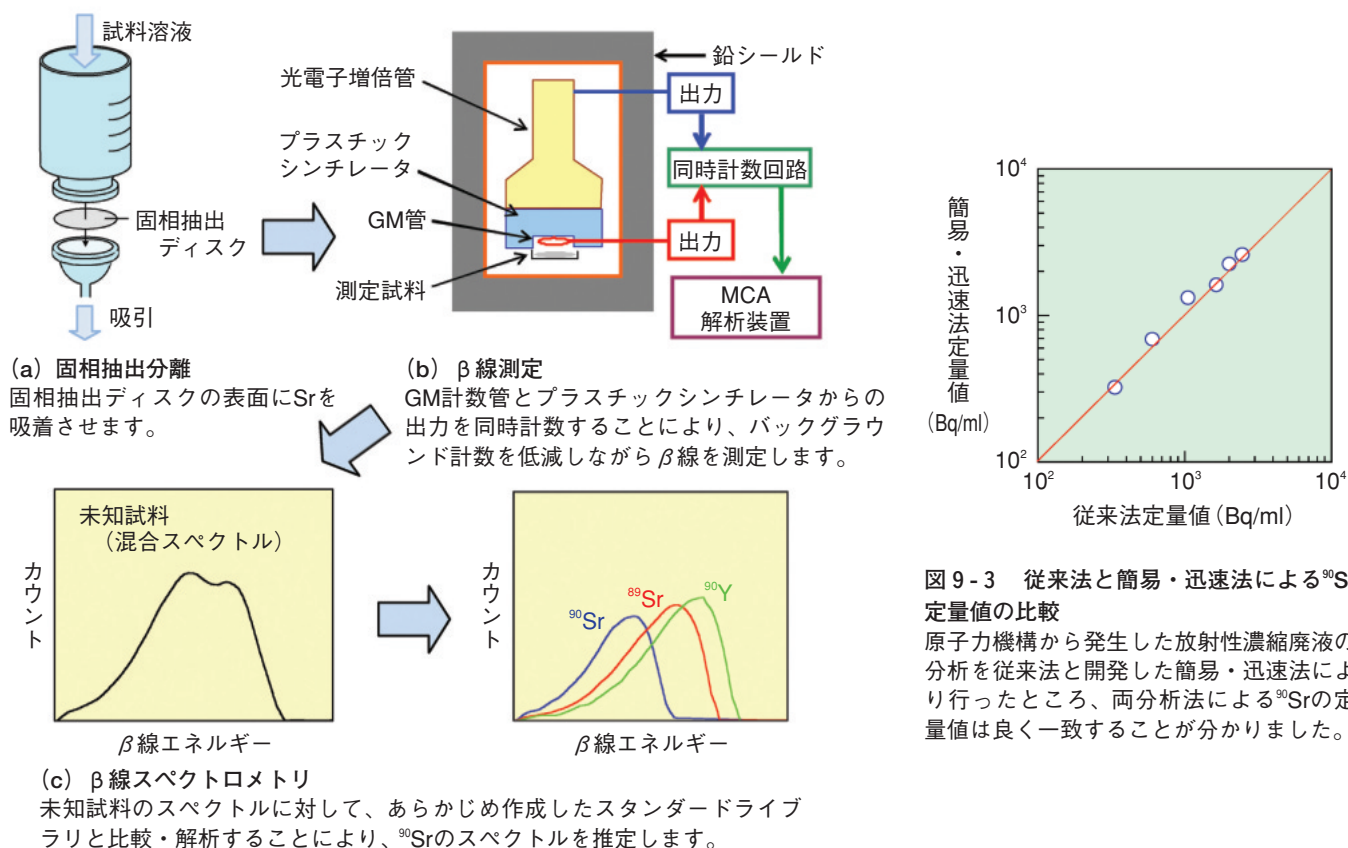 試料溶液
固相抽出
ディスク
吸引
(a) 固相抽出分離
固相抽出ディスクの表面にSrを
吸着させます。
鉛シールド
光電子増倍管
プラスチック
シンチレータ
GM管
測定試料
出力
同時計数回路
出力
MCA
解析装置
(b) β線測定
GM計数管とプラスチックシンチレータからの
出力を同時計数することにより、バックグラウ
ンド計数を低減しながらβ線を測定します。
未知試料
(混合スペクトル)
カウント
β線エネルギー
カウント
⁹⁰Sr
⁸⁹Sr
⁹⁰Y
β線エネルギー
(c) β線スペクトロメトリ
未知試料のスペクトルに対して、あらかじめ作成したスタンダードライブ
ラリと比較・解析することにより、⁹⁰Srのスペクトルを推定します。
簡易・迅速法定量値
(Bq/ml)
10⁴
10³
10²
10²
10³
10⁴
従来法定量値(Bq/ml)
図9-3 従来法と簡易・迅速法による⁹⁰S
定量値の比較
原子力機構から発生した放射性濃縮廃液の
分析を従来法と開発した簡易・迅速法によ
り行ったところ、両分析法による⁹⁰Srの定
量値は良く一致することが分かりました。